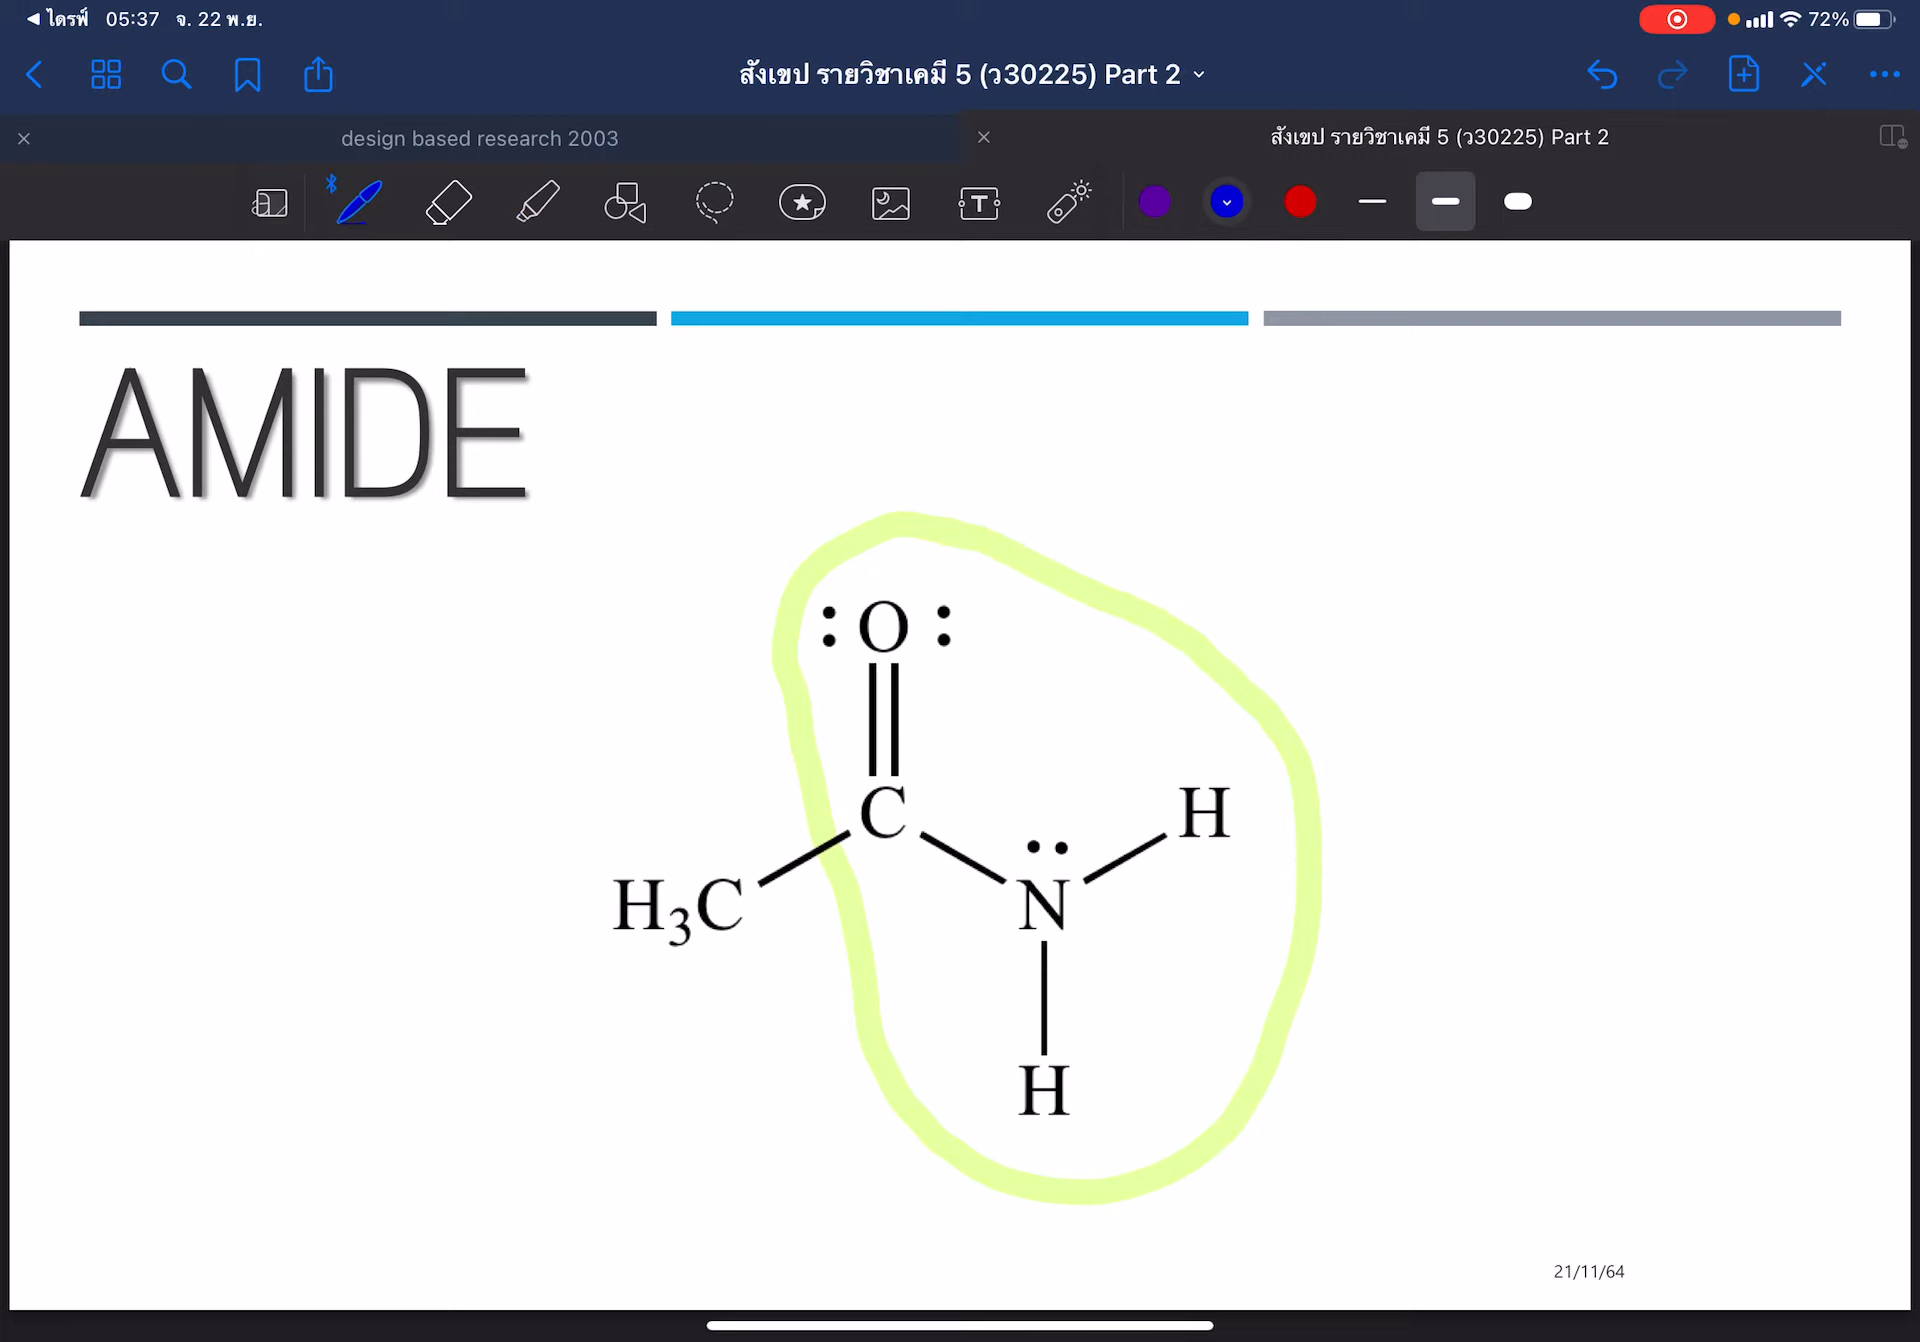 ◀ ไดรฟ์ 05:37 จ. 22 พ.ย.
72%
สังเขป รายวิชาเคมี 5 (ว30225) Part 2
design based research 2003
สังเขป รายวิชาเคมี 5 (ว30225) Part 2
T
AMIDE
:O:
C
H
H₃C
N
H
21/11/64